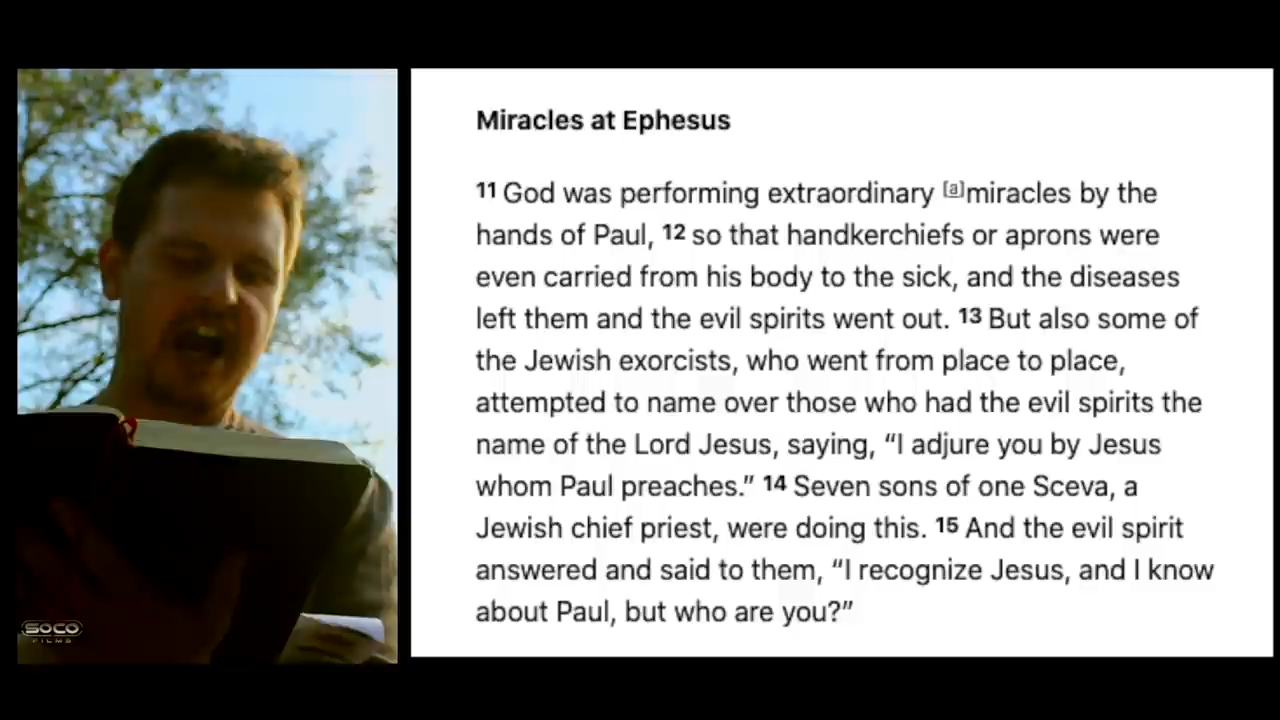 Miracles at Ephesus
11 God was performing extraordinary [a]miracles by the
hands of Paul, 12 so that handkerchiefs or aprons were
even carried from his body to the sick, and the diseases
left them and the evil spirits went out. 13 But also some of
the Jewish exorcists, who went from place to place,
attempted to name over those who had the evil spirits the
name of the Lord Jesus, saying, “I adjure you by Jesus
whom Paul preaches.” 14 Seven sons of one Sceva, a
Jewish chief priest, were doing this. 15 And the evil spirit
answered and said to them, “I recognize Jesus, and I know
about Paul, but who are you?”
SOCO
FILMS